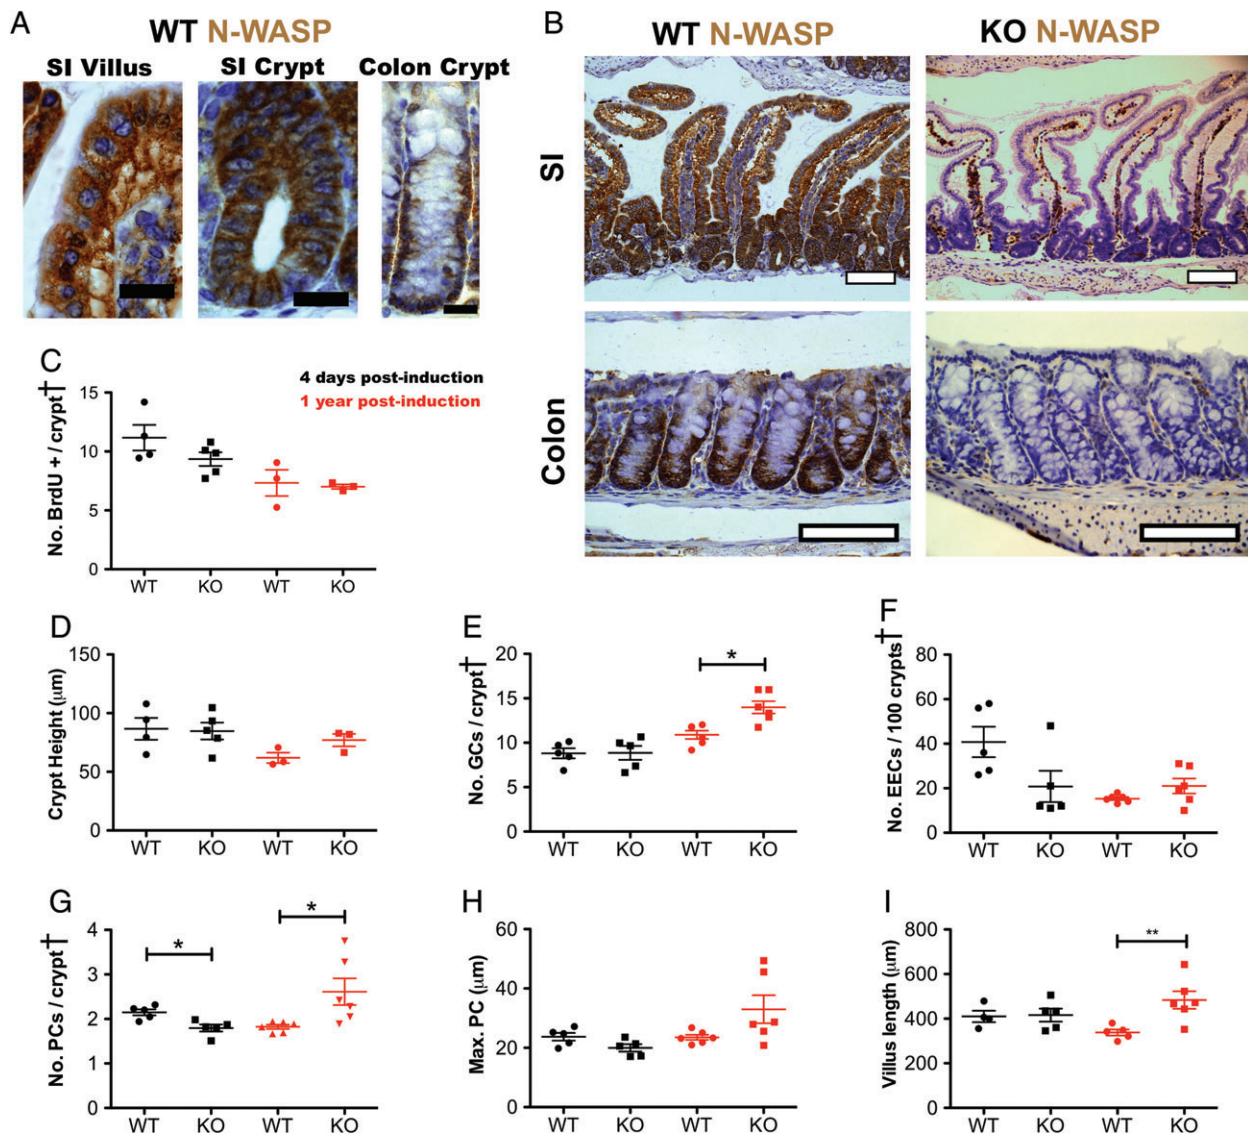 A
WT N-WASP
SI Villus
SI Crypt
Colon Crypt
B
WT N-WASP
KO N-WASP
SI
Colon
C
4 days post-induction
1 year post-induction
No. BrdU + / crypt†
15
10
5
0
WT
KO
WT
KO
D
Crypt Height (μm)
150
100
50
0
WT
KO
WT
KO
E
No. GCs / crypt†
20
15
10
5
0
*
WT
KO
WT
KO
F
No. EECs / 100 crypts†
80
60
40
20
0
WT
KO
WT
KO
G
No. PCs / crypt†
4
3
2
1
0
*
*
WT
KO
WT
KO
H
Max. PC (μm)
60
40
20
0
WT
KO
WT
KO
I
Villus length (μm)
800
600
400
200
0
**
WT
KO
WT
KO